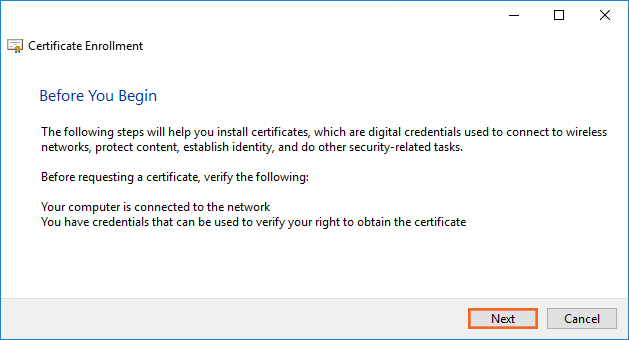 Certificate Enrollment
Before You Begin
The following steps will help you install certificates, which are digital credentials used to connect to wireless
networks, protect content, establish identity, and do other security-related tasks.
Before requesting a certificate, verify the following:
Your computer is connected to the network
You have credentials that can be used to verify your right to obtain the certificate
Next Cancel